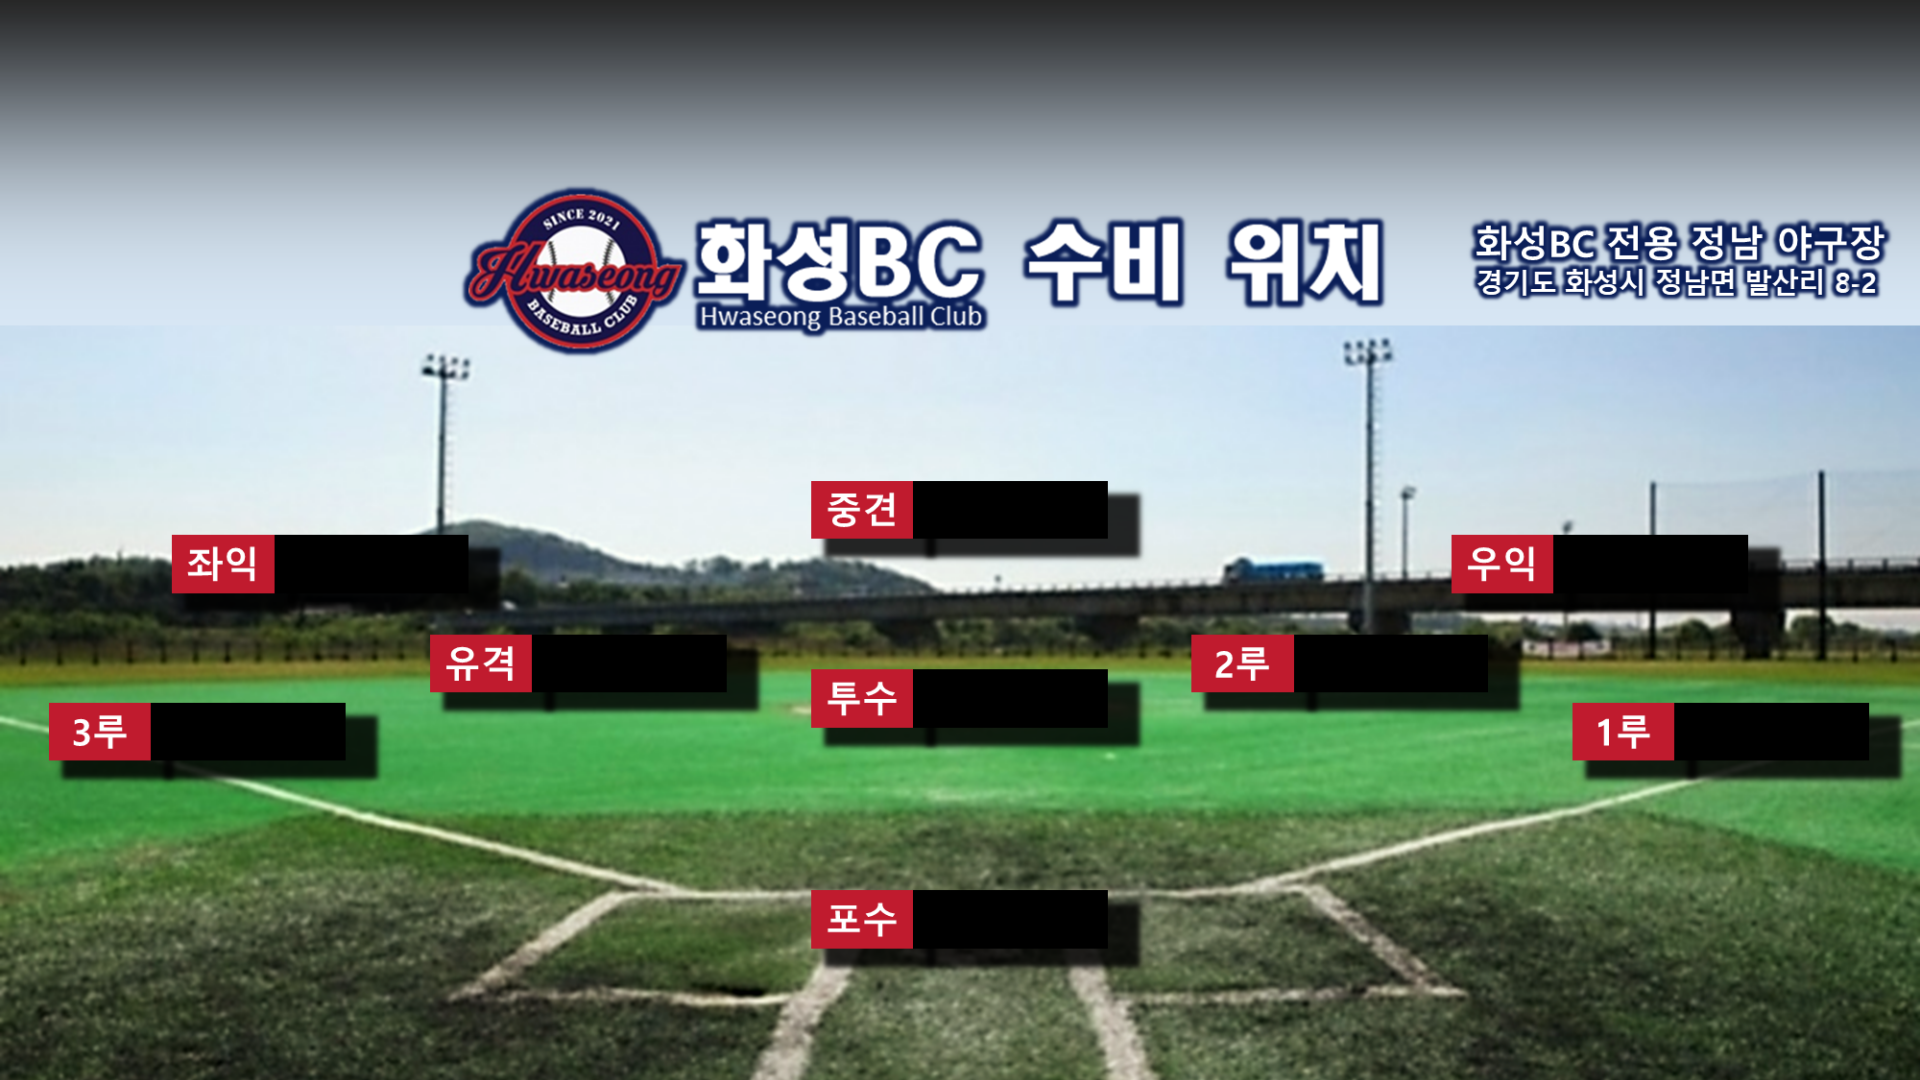 SINCE 2021
Hwaseong
BASEBALL CLUB
화성BC 수비 위치
Hwaseong Baseball Club
화성BC 전용 정남 야구장
경기도 화성시 정남면 발산리 8-2
중견
좌익
우익
유격
2루
투수
3루
1루
포수